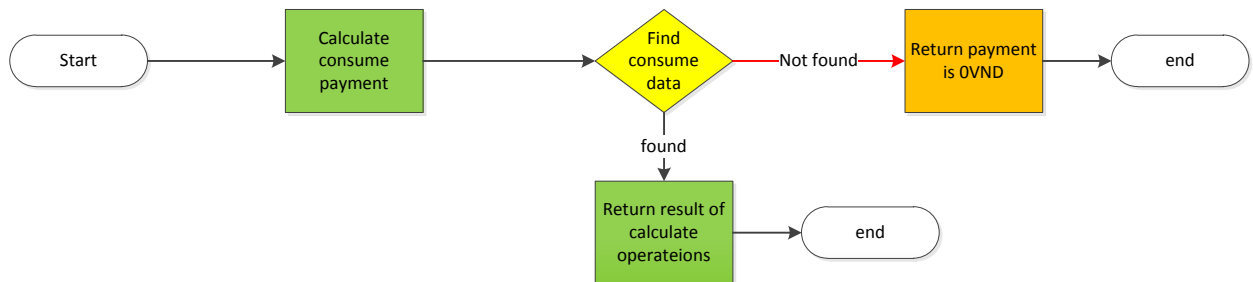 Start
Calculate
consume
payment
Find
consume
data
Not found
Return payment
is 0VND
end
found
Return result of
calculate
operateions
end